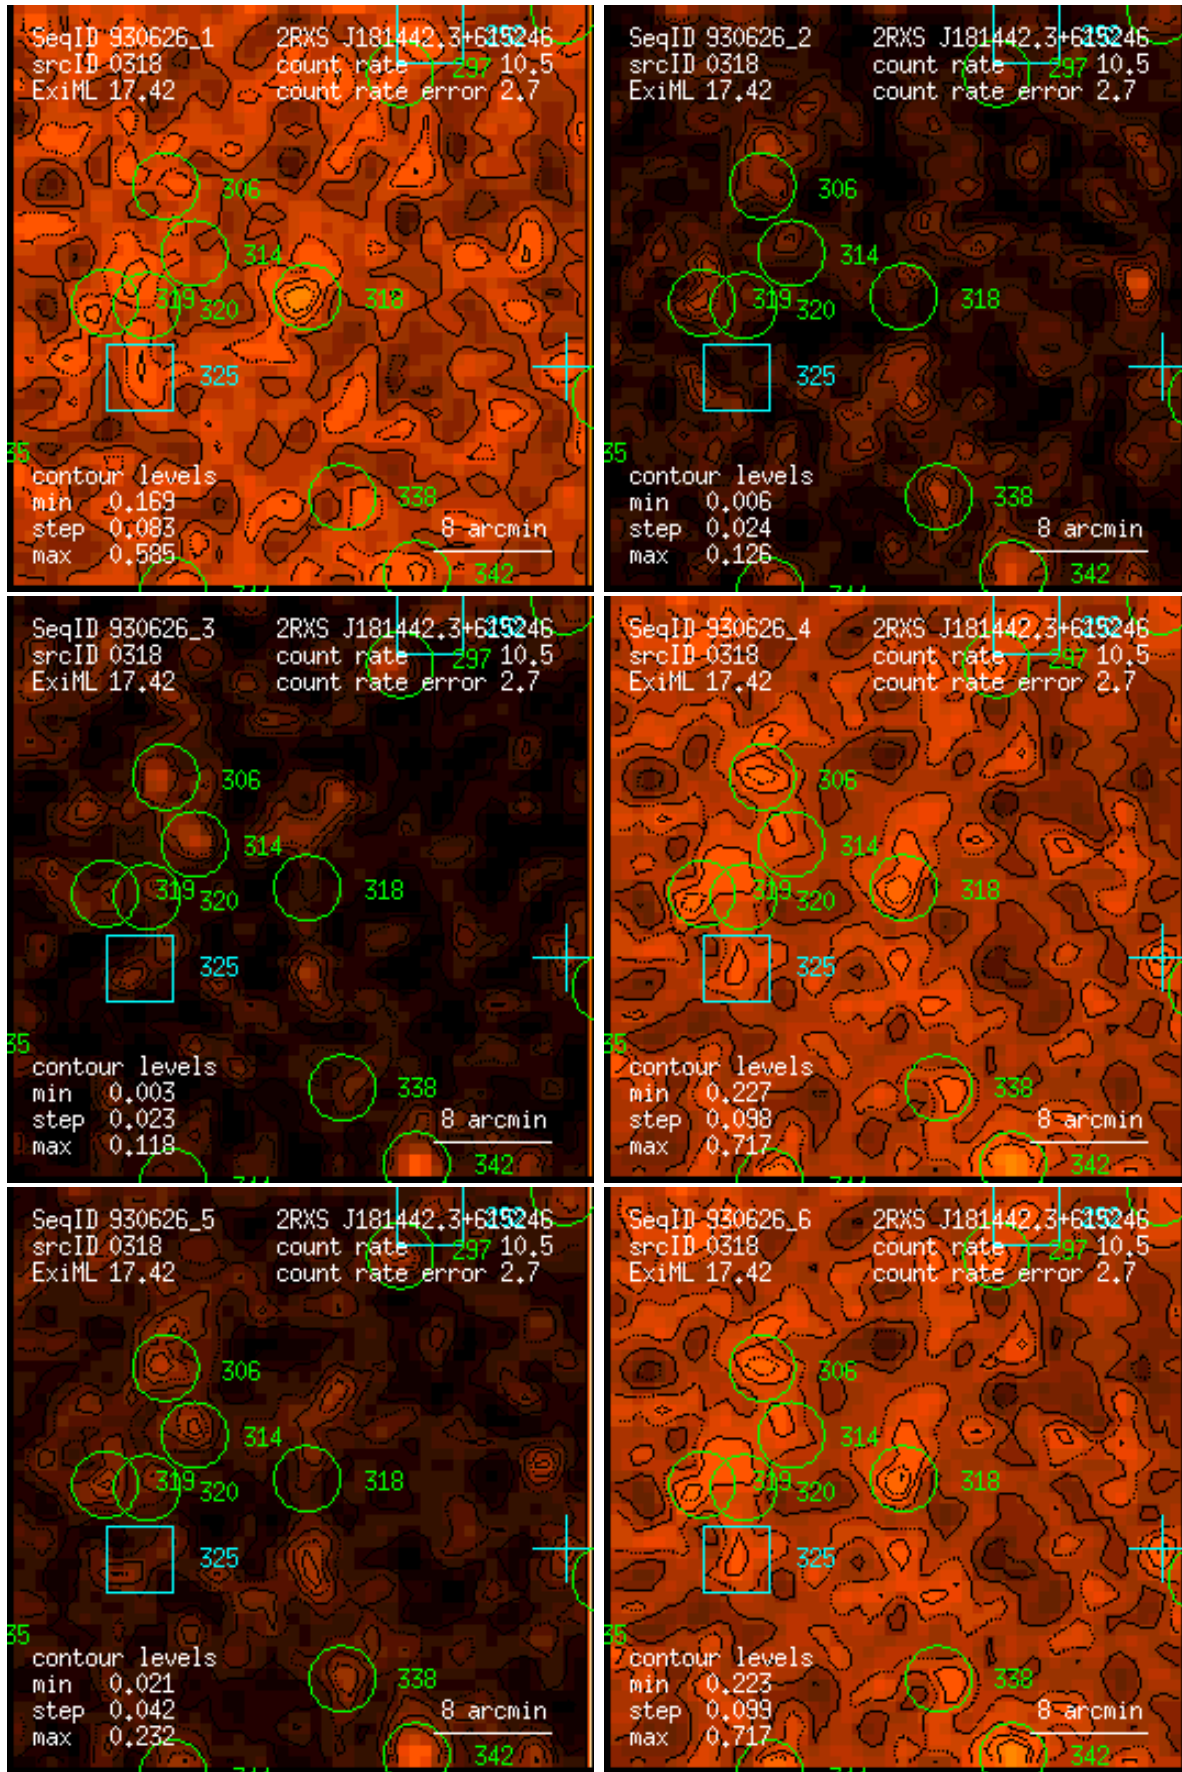 SeqID 930626_1 2RXS J181442.3+615246
srcID 0318 count rate 297 10.5
ExiML 17.42 count rate error 2.7
306
314
319 320 318
325
35
contour levels
min 0.169 338
step 0.083 8 arcmin
max 0.585 342
SeqID 930626_2 2RXS J181442.3+615246
srcID 0318 count rate 297 10.5
ExiML 17.42 count rate error 2.7
306
314
319 320 318
325
35
contour levels
min 0.006 338
step 0.024 8 arcmin
max 0.126 342
SeqID 930626_3 2RXS J181442.3+615246
srcID 0318 count rate 297 10.5
ExiML 17.42 count rate error 2.7
306
314
319 320 318
325
35
contour levels
min 0.003 338
step 0.023 8 arcmin
max 0.118 342
SeqID 930626_4 2RXS J181442.3+615246
srcID 0318 count rate 297 10.5
ExiML 17.42 count rate error 2.7
306
314
319 320 318
325
35
contour levels
min 0.227 338
step 0.098 8 arcmin
max 0.717 342
SeqID 930626_5 2RXS J181442.3+615246
srcID 0318 count rate 297 10.5
ExiML 17.42 count rate error 2.7
306
314
319 320 318
325
35
contour levels
min 0.021 338
step 0.042 8 arcmin
max 0.232 342
SeqID 930626_6 2RXS J181442.3+615246
srcID 0318 count rate 297 10.5
ExiML 17.42 count rate error 2.7
306
314
319 320 318
325
35
contour levels
min 0.223 338
step 0.099 8 arcmin
max 0.717 342